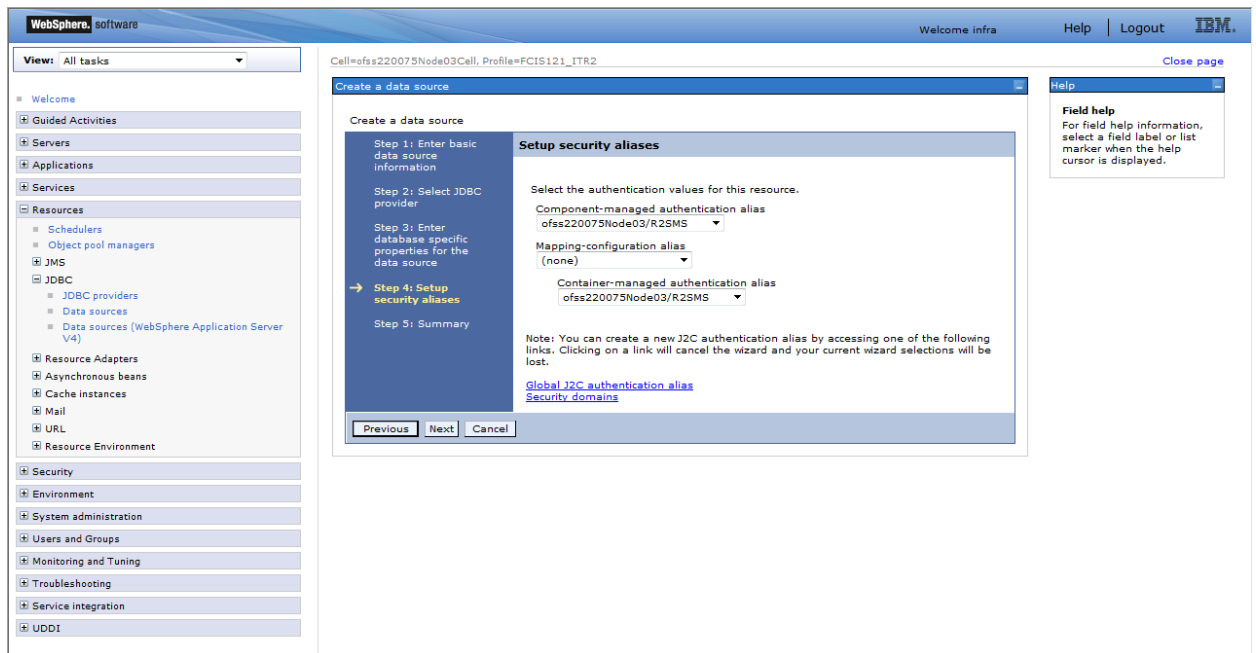 WebSphere. software
Welcome infra
Help
Logout
IBM.
View: All tasks
Cell=ofss220075Node03Cell, Profile=FCIS121_ITR2
Close page
Welcome
Guided Activities
Servers
Applications
Services
Resources
Schedulers
Object pool managers
JMS
JDBC
JDBC providers
Data sources
Data sources (WebSphere Application Server
V4)
Resource Adapters
Asynchronous beans
Cache instances
Mail
URL
Resource Environment
Security
Environment
System administration
Users and Groups
Monitoring and Tuning
Troubleshooting
Service integration
UDDI
Create a data source
Create a data source
Step 1: Enter basic
data source
information
Step 2: Select JDBC
provider
Step 3: Enter
database specific
properties for the
data source
Step 4: Setup
security aliases
Step 5: Summary
Setup security aliases
Select the authentication values for this resource.
Component-managed authentication alias
ofss220075Node03/R2SMS
Mapping-configuration alias
(none)
Container-managed authentication alias
ofss220075Node03/R2SMS
Note: You can create a new J2C authentication alias by accessing one of the following
links. Clicking on a link will cancel the wizard and your current wizard selections will be
lost.
Global J2C authentication alias
Security domains
Previous
Next
Cancel
Help
Field help
For field help information,
select a field label or list
marker when the help
cursor is displayed.